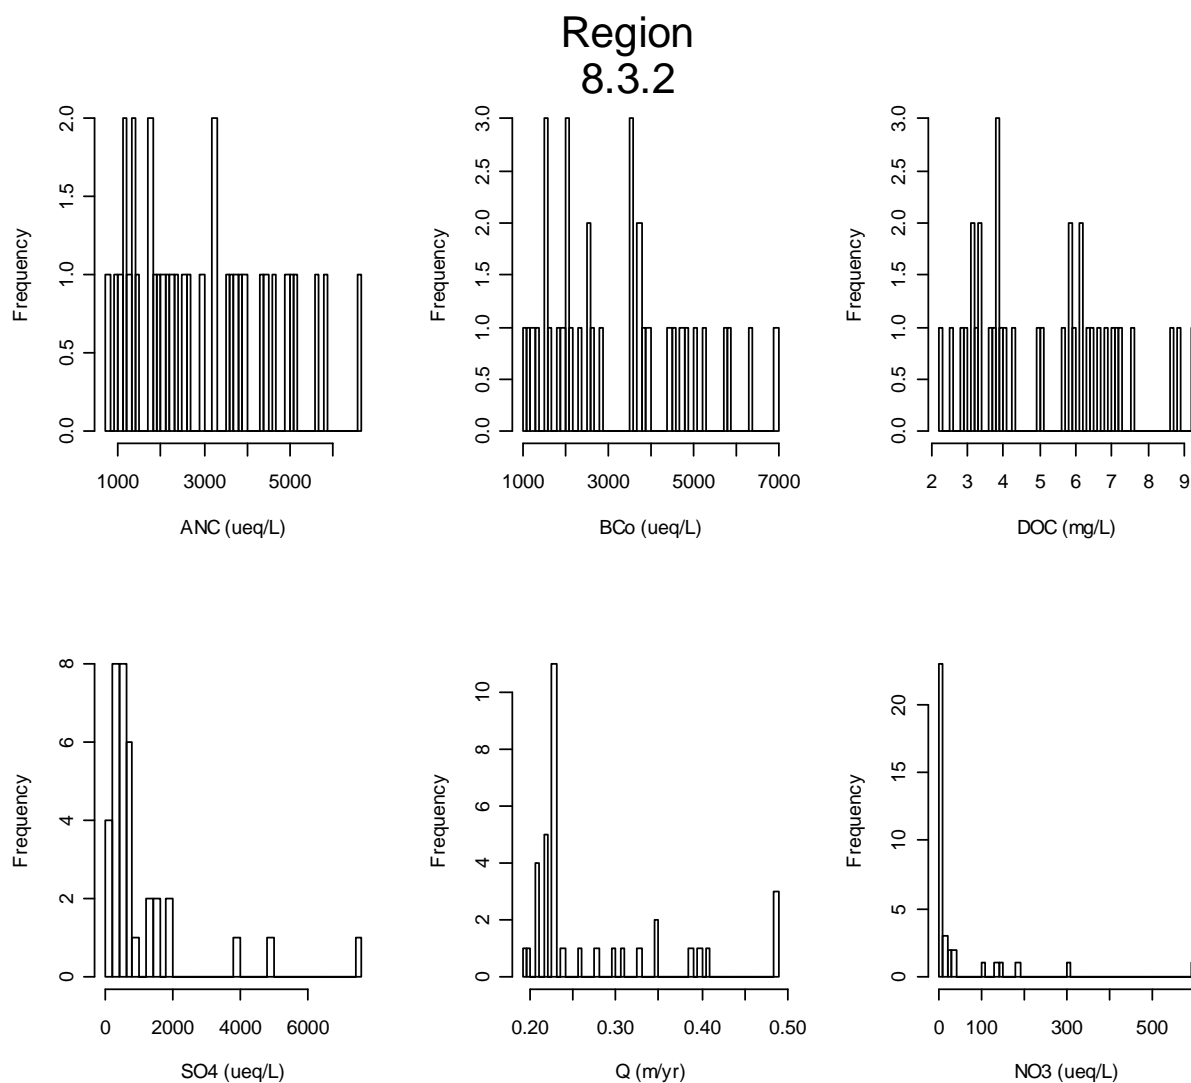 Region
8.3.2
Frequency
0.0 0.5 1.0 1.5 2.0
1000 3000 5000
ANC (ueq/L)
Frequency
0.0 0.5 1.0 1.5 2.0 2.5 3.0
1000 3000 5000 7000
BCo (ueq/L)
Frequency
0.0 0.5 1.0 1.5 2.0 2.5 3.0
2 3 4 5 6 7 8 9
DOC (mg/L)
Frequency
0 2 4 6 8
0 2000 4000 6000
SO4 (ueq/L)
Frequency
0 2 4 6 8 10
0.20 0.30 0.40 0.50
Q (m/yr)
Frequency
0 5 10 15 20
0 100 300 500
NO3 (ueq/L)